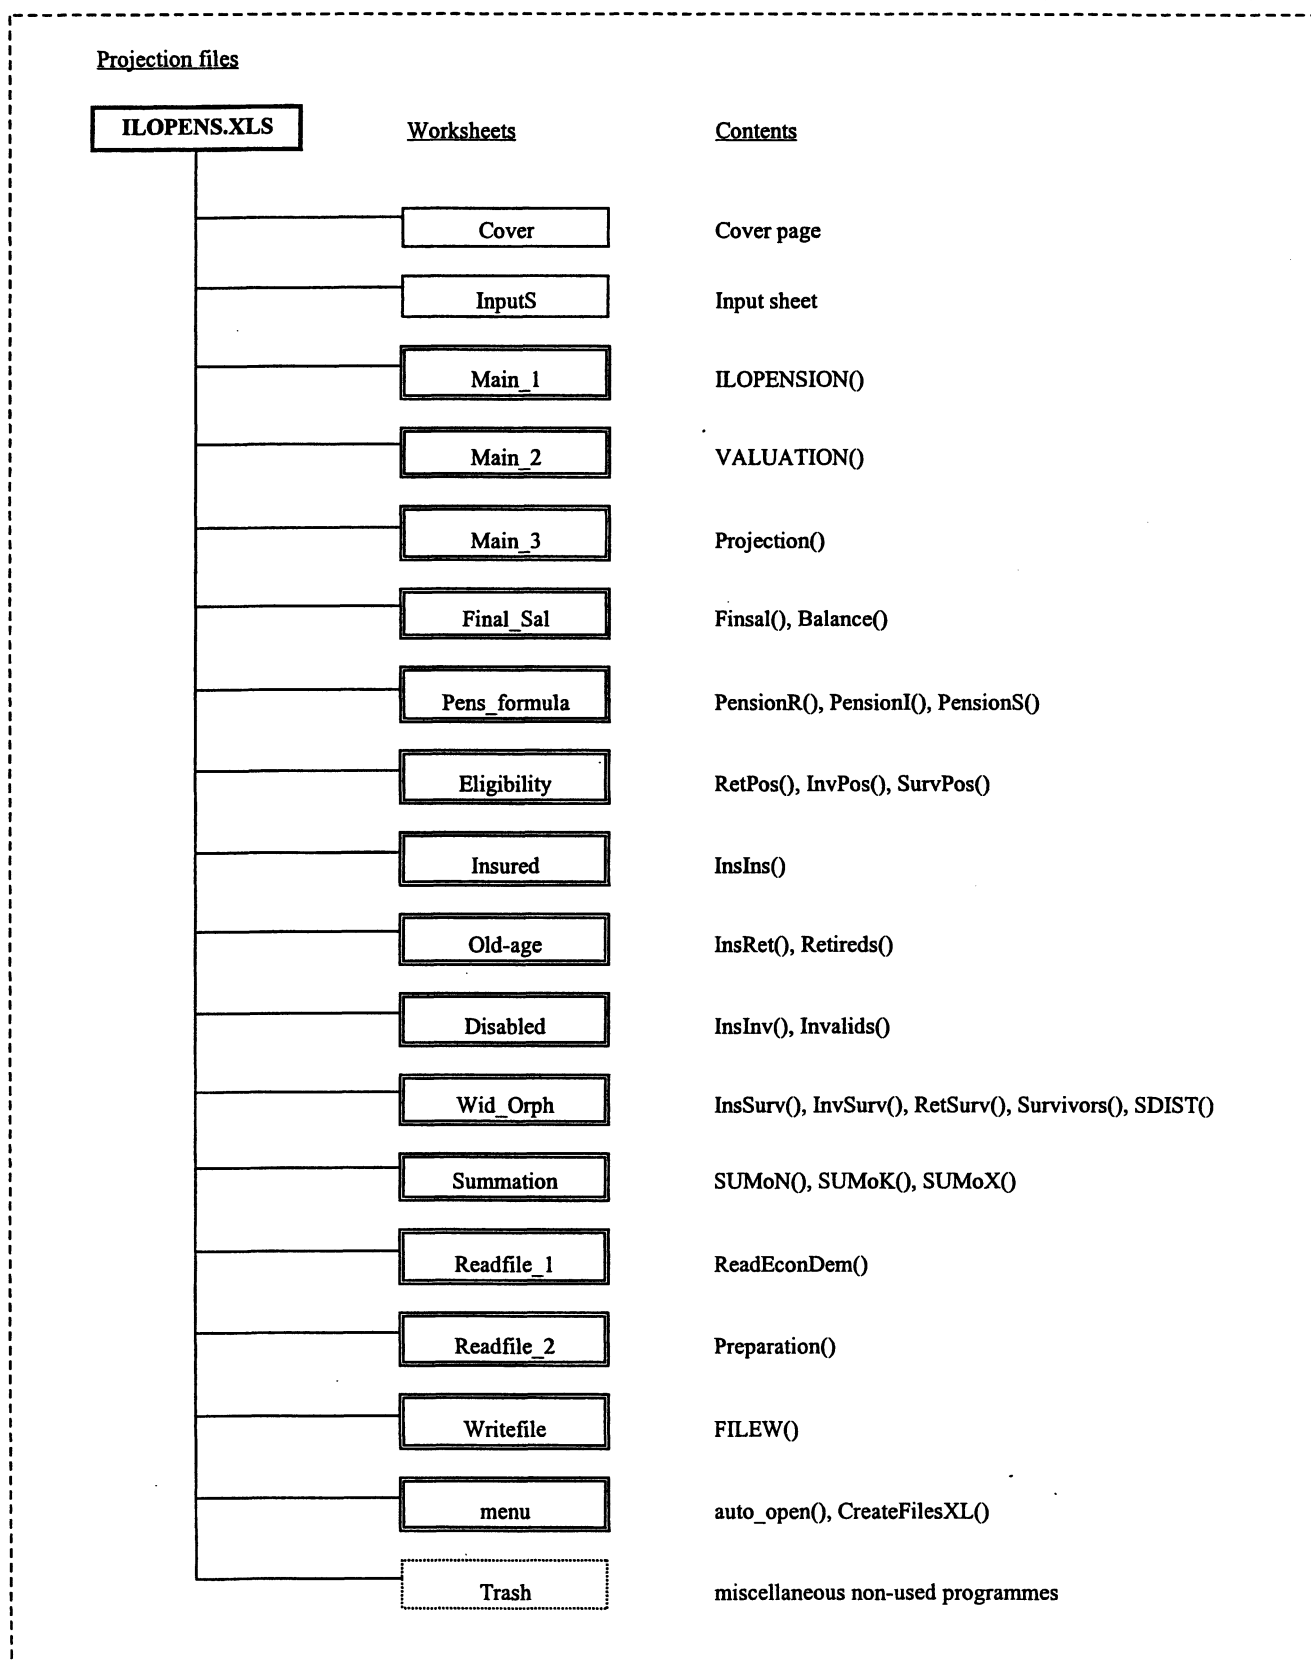 Projection files
ILOPENS.XLS Worksheets Contents
Cover Cover page
InputS Input sheet
Main_1 ILOPENSION()
Main_2 VALUATION()
Main_3 Projection()
Final_Sal Finsal(), Balance()
Pens_formula PensionR(), PensionI(), PensionS()
Eligibility RetPos(), InvPos(), SurvPos()
Insured InsIns()
Old-age InsRet(), Retireds()
Disabled InsInv(), Invalids()
Wid_Orph InsSurv(), InvSurv(), RetSurv(), Survivors(), SDIST()
Summation SUMoN(), SUMoK(), SUMoX()
Readfile_1 ReadEconDem()
Readfile_2 Preparation()
Writefile FILEW()
menu auto_open(), CreateFilesXL()
Trash miscellaneous non-used programmes